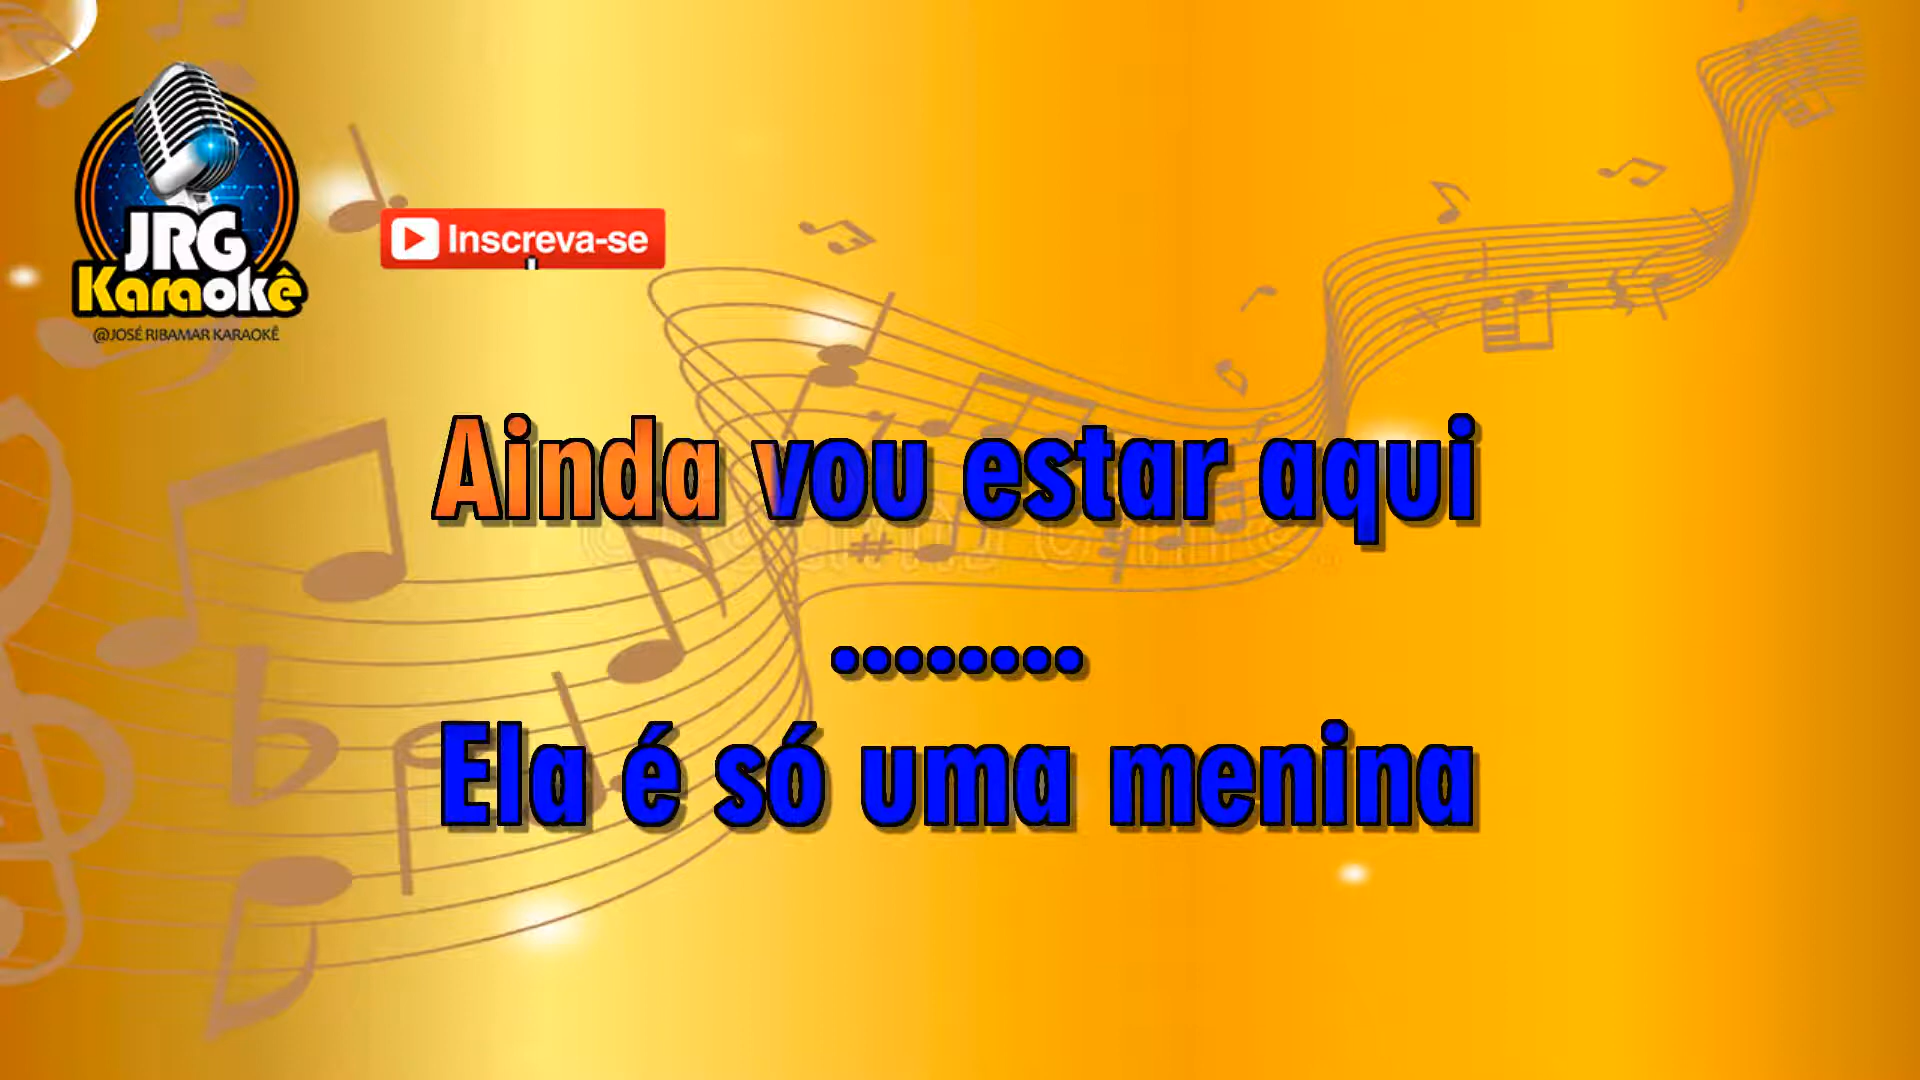 JRG
Karaokê
@JOSÉ RIBAMAR KARAOKÊ
Inscreva-se
Ainda vou estar aqui
........
Ela é só uma menina